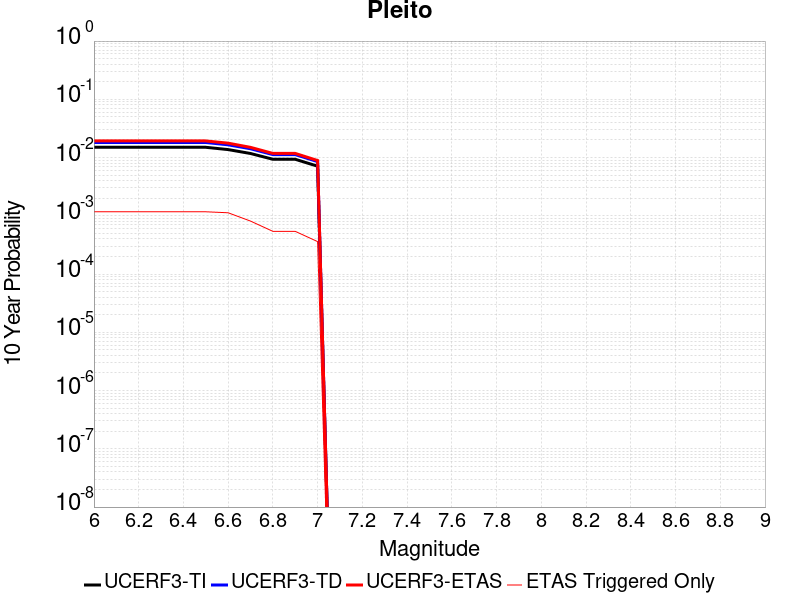 Pleito
10 Year Probability
10^0
10^-1
10^-2
10^-3
10^-4
10^-5
10^-6
10^-7
10^-8
6 6.2 6.4 6.6 6.8 7 7.2 7.4 7.6 7.8 8 8.2 8.4 8.6 8.8 9
Magnitude
UCERF3-TI UCERF3-TD UCERF3-ETAS ETAS Triggered Only